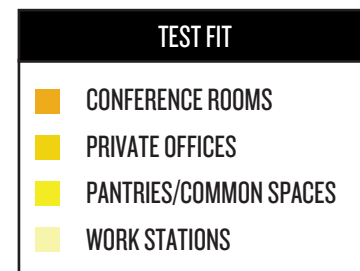 TEST FIT
CONFERENCE ROOMS
PRIVATE OFFICES
PANTRIES/COMMON SPACES
WORK STATIONS